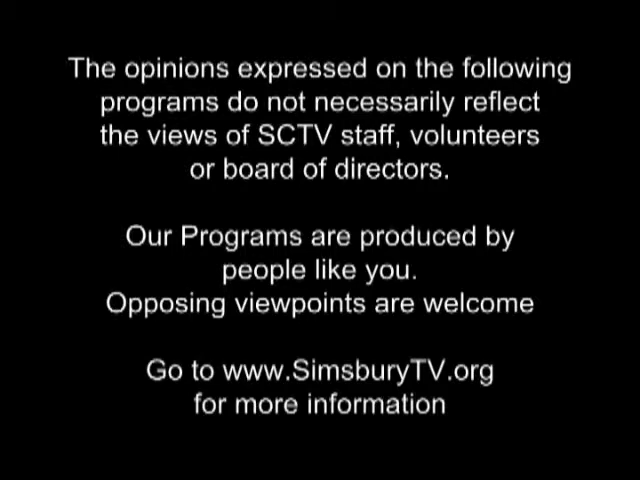 The opinions expressed on the following
programs do not necessarily reflect
the views of SCTV staff, volunteers
or board of directors.
Our Programs are produced by
people like you.
Opposing viewpoints are welcome
Go to www.SimsburyTV.org
for more information